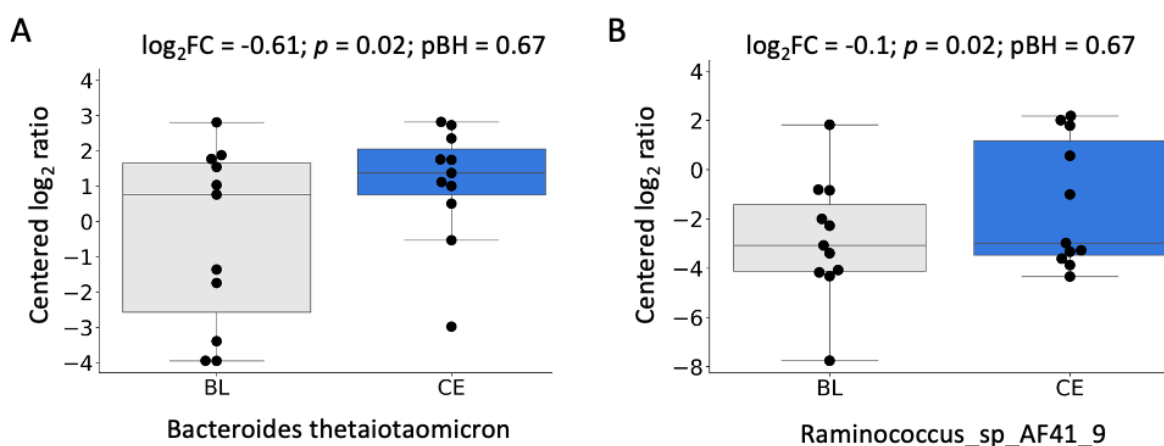 A
log₂FC = -0.61; p = 0.02; pBH = 0.67
Centered log₂ ratio
4
3
2
1
0
−1
−2
−3
−4
BL
CE
Bacteroides thetaiotaomicron
B
log₂FC = -0.1; p = 0.02; pBH = 0.67
Centered log₂ ratio
4
2
0
−2
−4
−6
−8
BL
CE
Raminococcus_sp_AF41_9